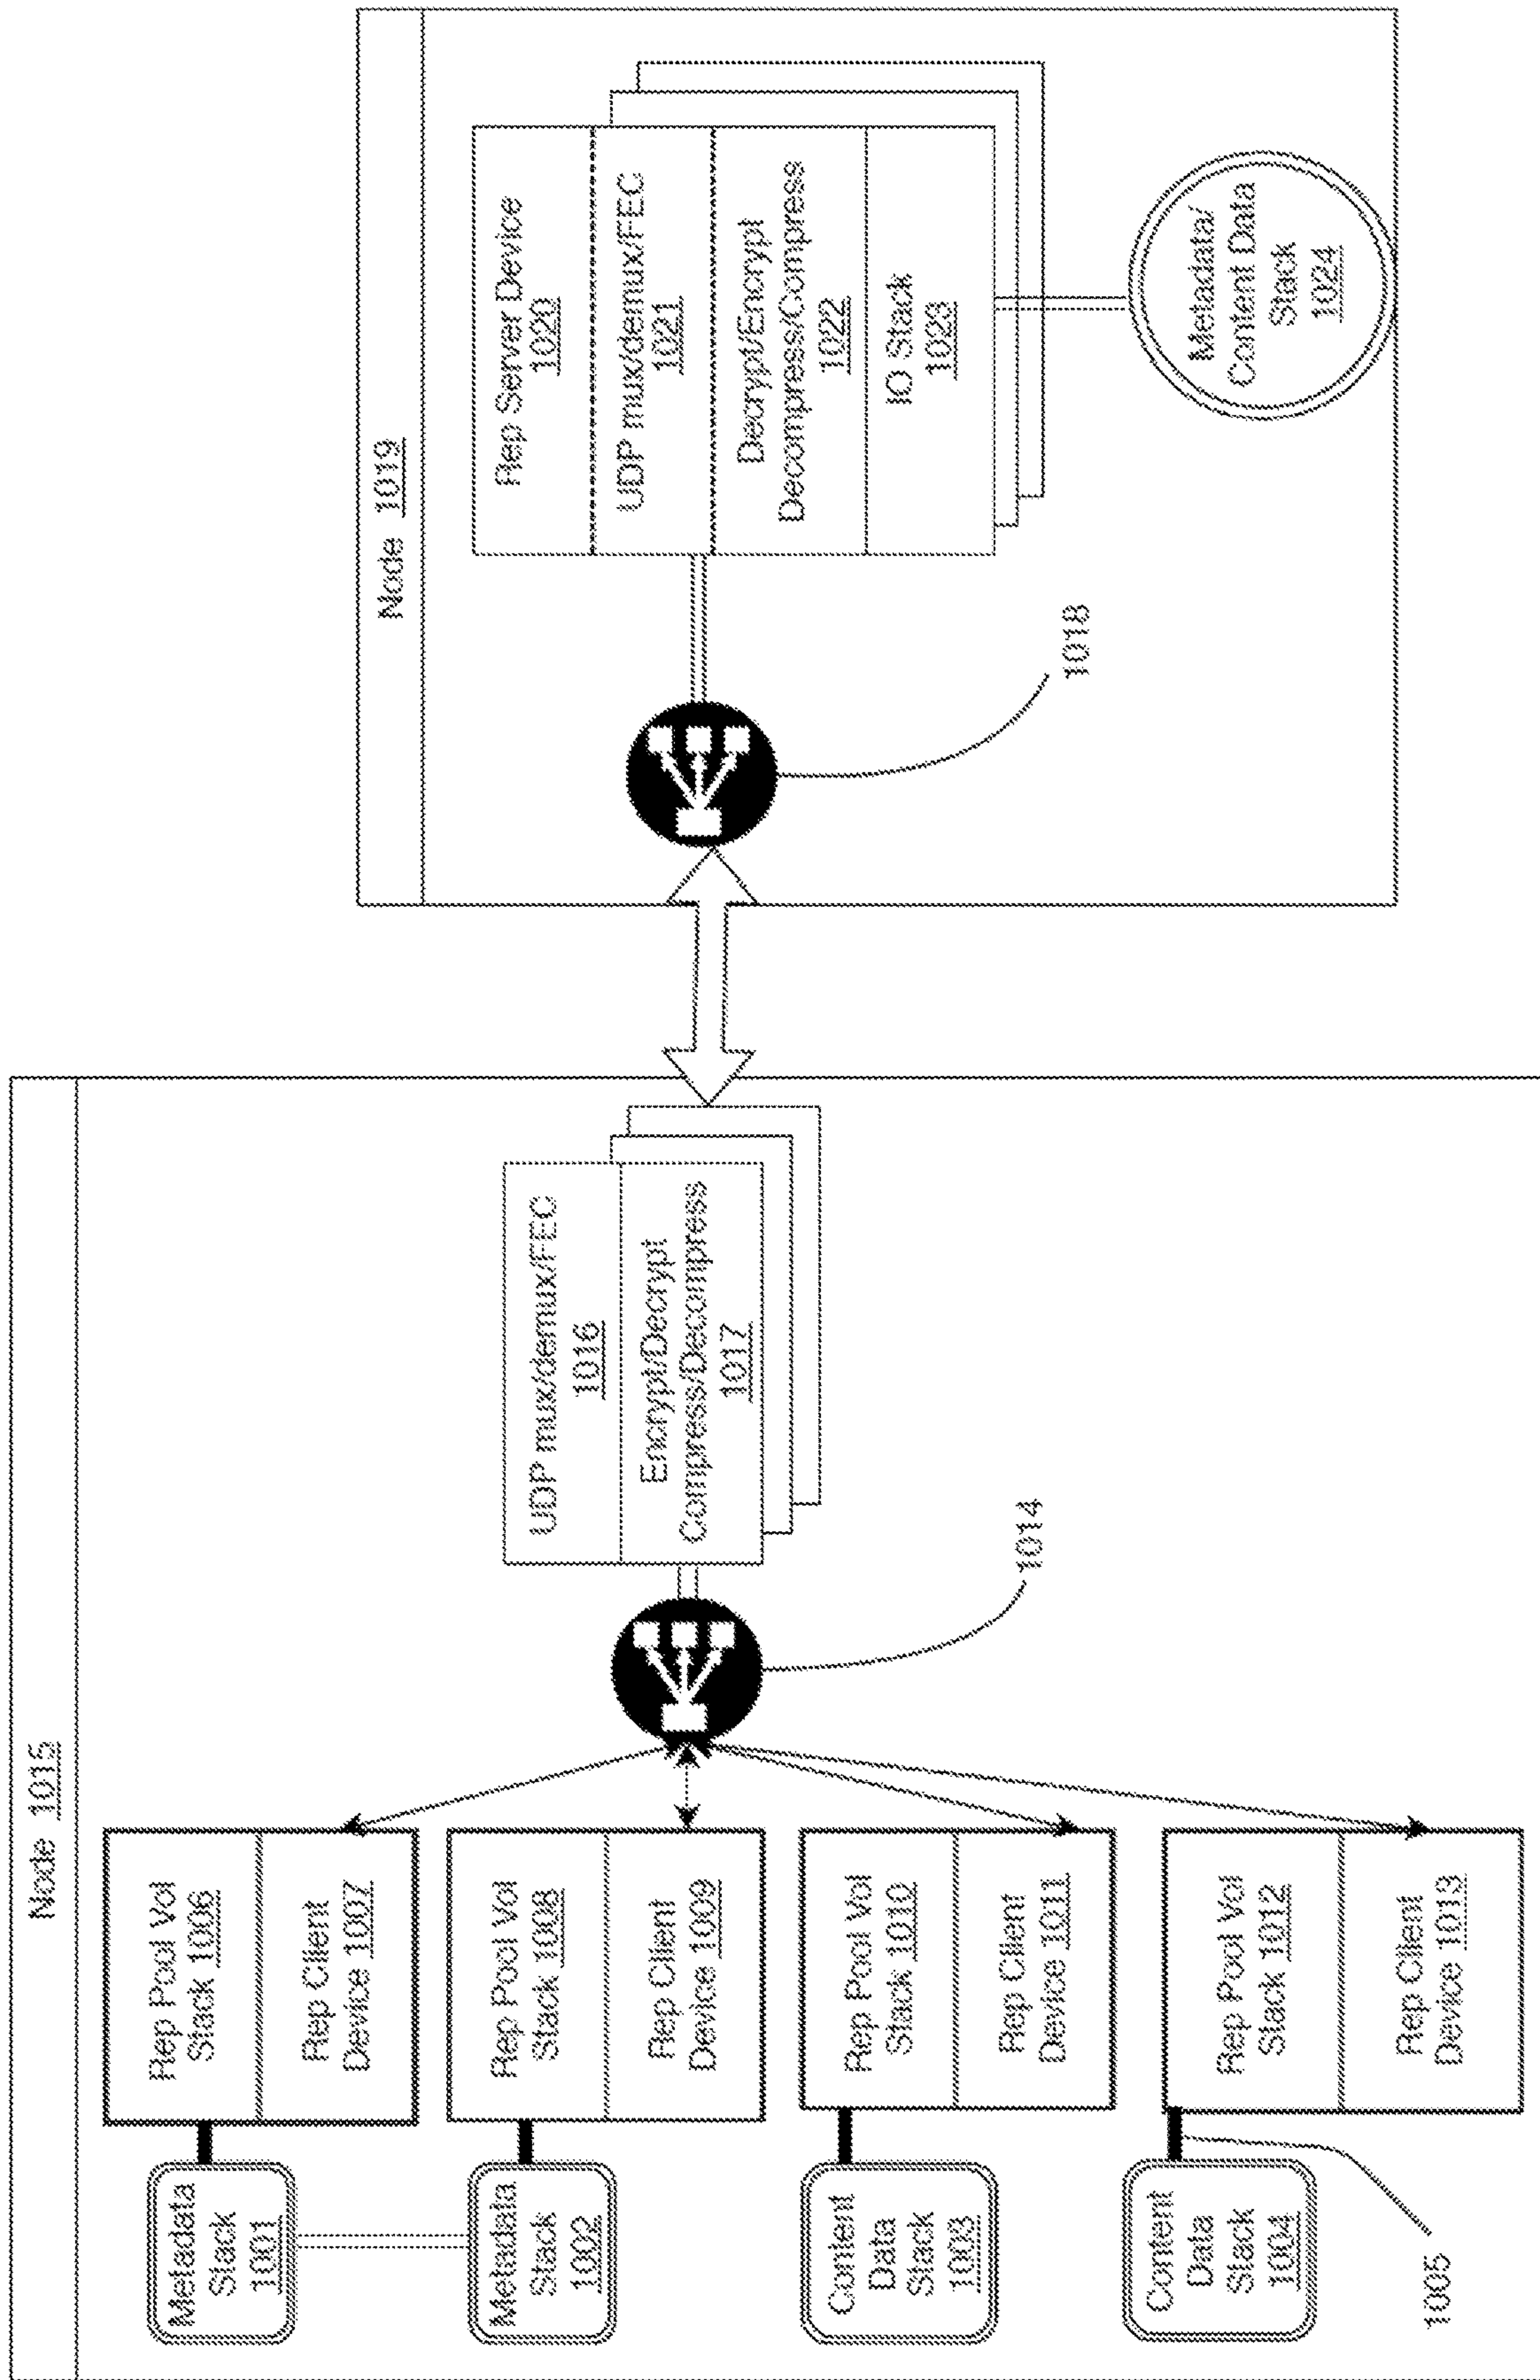 Node 1015
Metadata
Stack
1001
Rep Pool Vol
Stack 1006
Rep Client
Device 1007
Metadata
Stack
1002
Rep Pool Vol
Stack 1008
Rep Client
Device 1009
Content
Data
Stack
1003
Rep Pool Vol
Stack 1010
Rep Client
Device 1011
Content
Data
Stack
1004
Rep Pool Vol
Stack 1012
Rep Client
Device 1013
1005
1014
UDP mux/demux/FEC
1016
Encrypt/Decrypt
Compress/Decompress
1017
Node 1019
1018
Rep Server Device
1020
UDP mux/demux/FEC
1021
Decrypt/Encrypt
Decompress/Compress
1022
IO Stack
1023
Metadata/
Content Data
Stack
1024